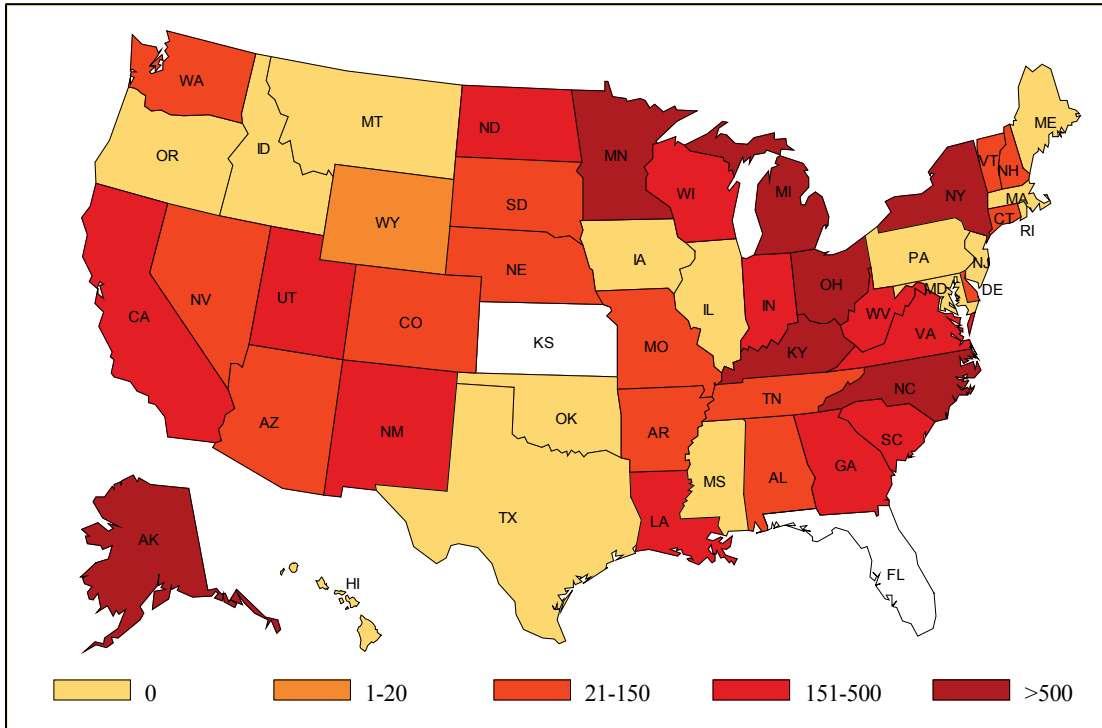 WA
MT
ME
ND
OR
ID
MN
VT
NH
WI
MI
NY
MA
SD
CT
WY
RI
IA
PA
NE
NJ
OH
MD
DE
NV
UT
IL
IN
CA
CO
WV
VA
KS
MO
KY
NC
TN
OK
AZ
NM
AR
SC
GA
MS
AL
TX
LA
AK
FL
HI
0 1-20 21-150 151-500 >500